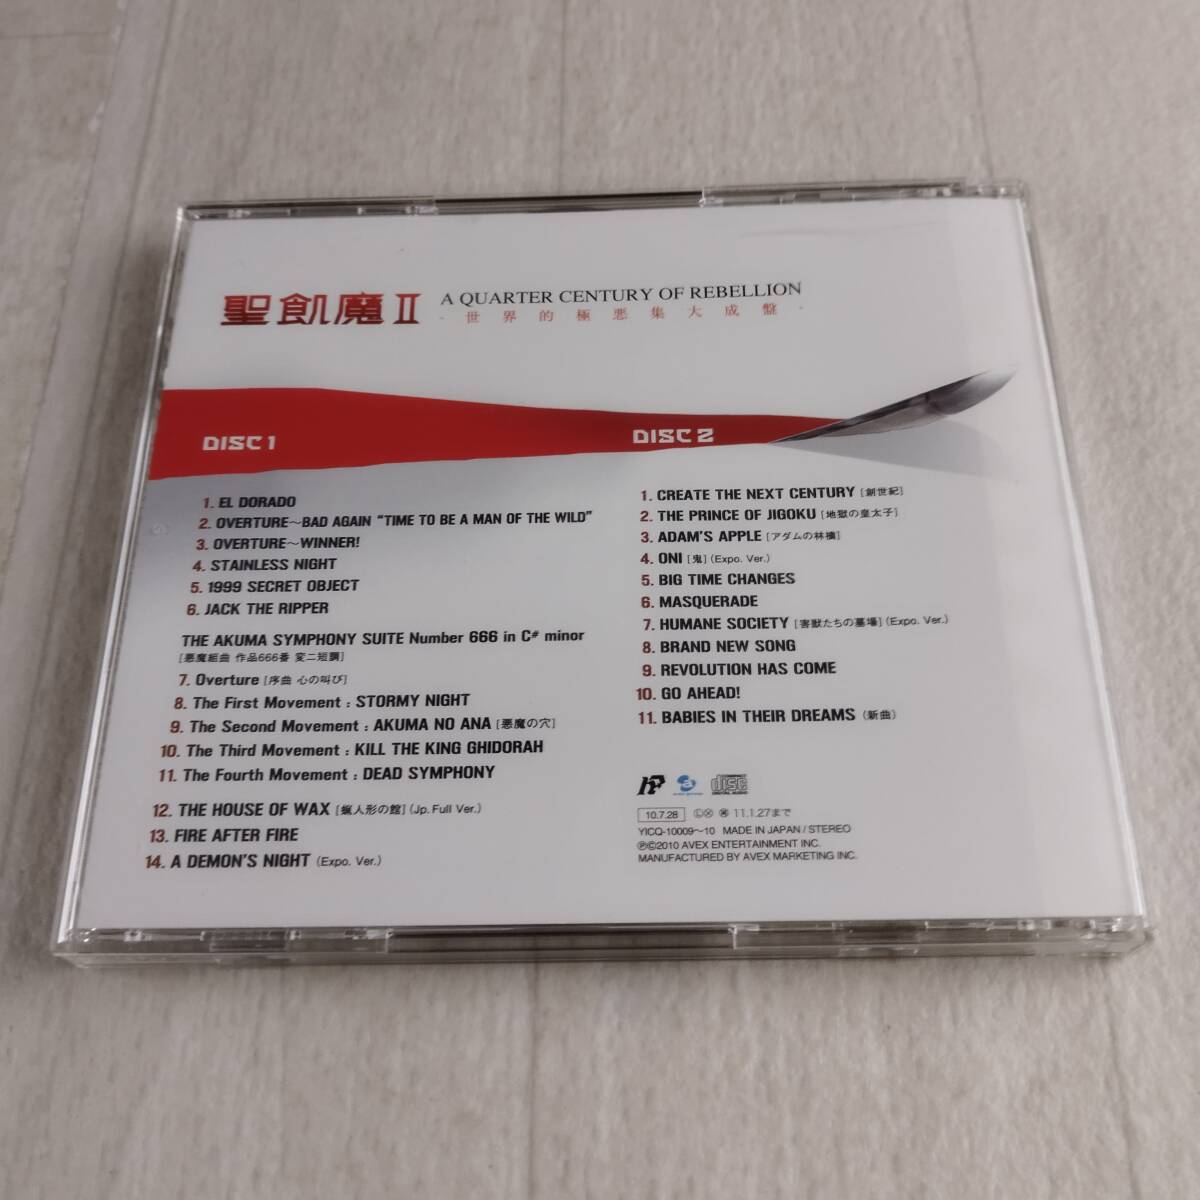 聖飢魔II
A QUARTER CENTURY OF REBELLION
- 世界的極悪集大成盤 -
DISC 1
1. EL DORADO
2. OVERTURE～BAD AGAIN “TIME TO BE A MAN OF THE WILD”
3. OVERTURE～WINNER!
4. STAINLESS NIGHT
5. 1999 SECRET OBJECT
6. JACK THE RIPPER
THE AKUMA SYMPHONY SUITE Number 666 in C# minor
[悪魔組曲 作品666番 変ニ短調]
7. Overture [序曲 心の叫び]
8. The First Movement : STORMY NIGHT
9. The Second Movement : AKUMA NO ANA [悪魔の穴]
10. The Third Movement : KILL THE KING GHIDORAH
11. The Fourth Movement : DEAD SYMPHONY
12. THE HOUSE OF WAX [蝋人形の館] (Jp. Full Ver.)
13. FIRE AFTER FIRE
14. A DEMON'S NIGHT (Expo. Ver.)
DISC 2
1. CREATE THE NEXT CENTURY [創世紀]
2. THE PRINCE OF JIGOKU [地獄の皇太子]
3. ADAM'S APPLE [アダムの林檎]
4. ONI [鬼] (Expo. Ver.)
5. BIG TIME CHANGES
6. MASQUERADE
7. HUMANE SOCIETY [害獣たちの墓場] (Expo. Ver.)
8. BRAND NEW SONG
9. REVOLUTION HAS COME
10. GO AHEAD!
11. BABIES IN THEIR DREAMS (新曲)
COMPACT disc DIGITAL AUDIO
10.7.28 11.1.27まで
YICQ-10009～10 MADE IN JAPAN / STEREO
℗©2010 AVEX ENTERTAINMENT INC.
MANUFACTURED BY AVEX MARKETING INC.